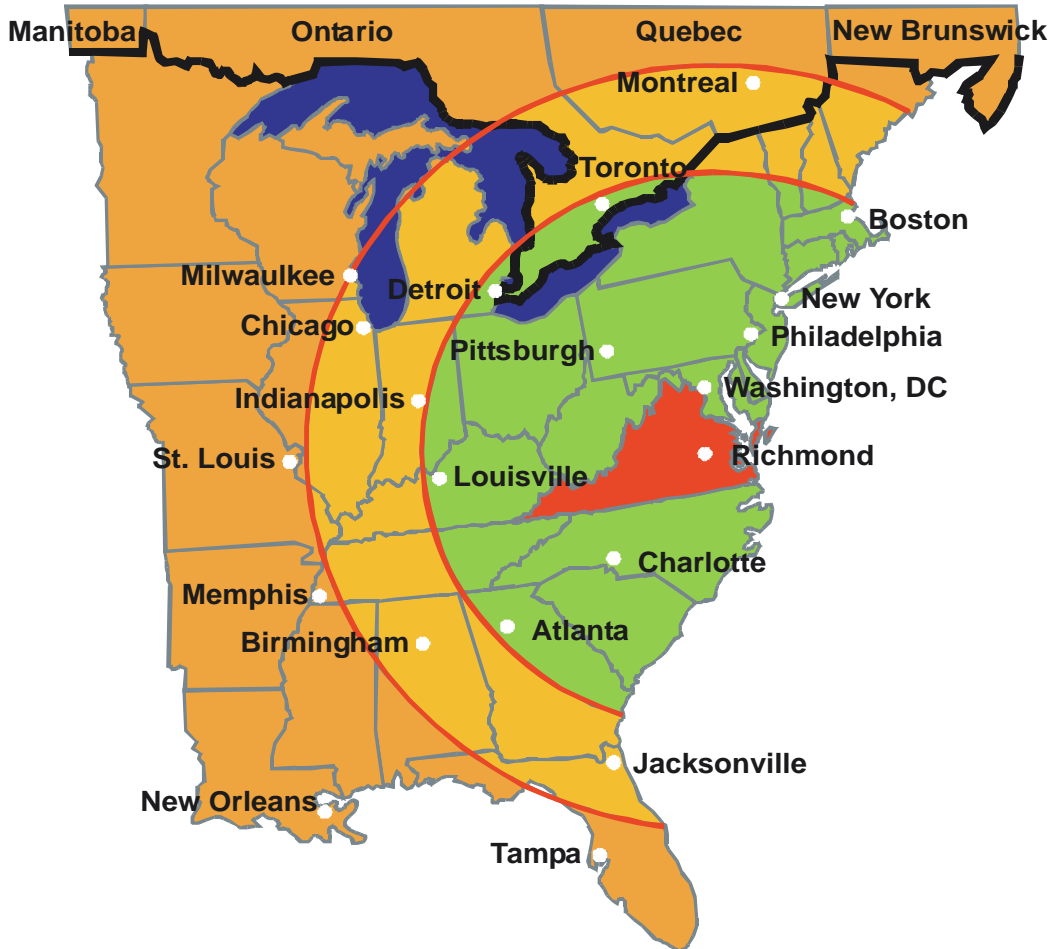 Manitoba
Ontario
Quebec
New Brunswick
Montreal
Toronto
Boston
Milwaukee
Detroit
New York
Chicago
Philadelphia
Pittsburgh
Washington, DC
Indianapolis
St. Louis
Richmond
Louisville
Charlotte
Memphis
Atlanta
Birmingham
Jacksonville
New Orleans
Tampa